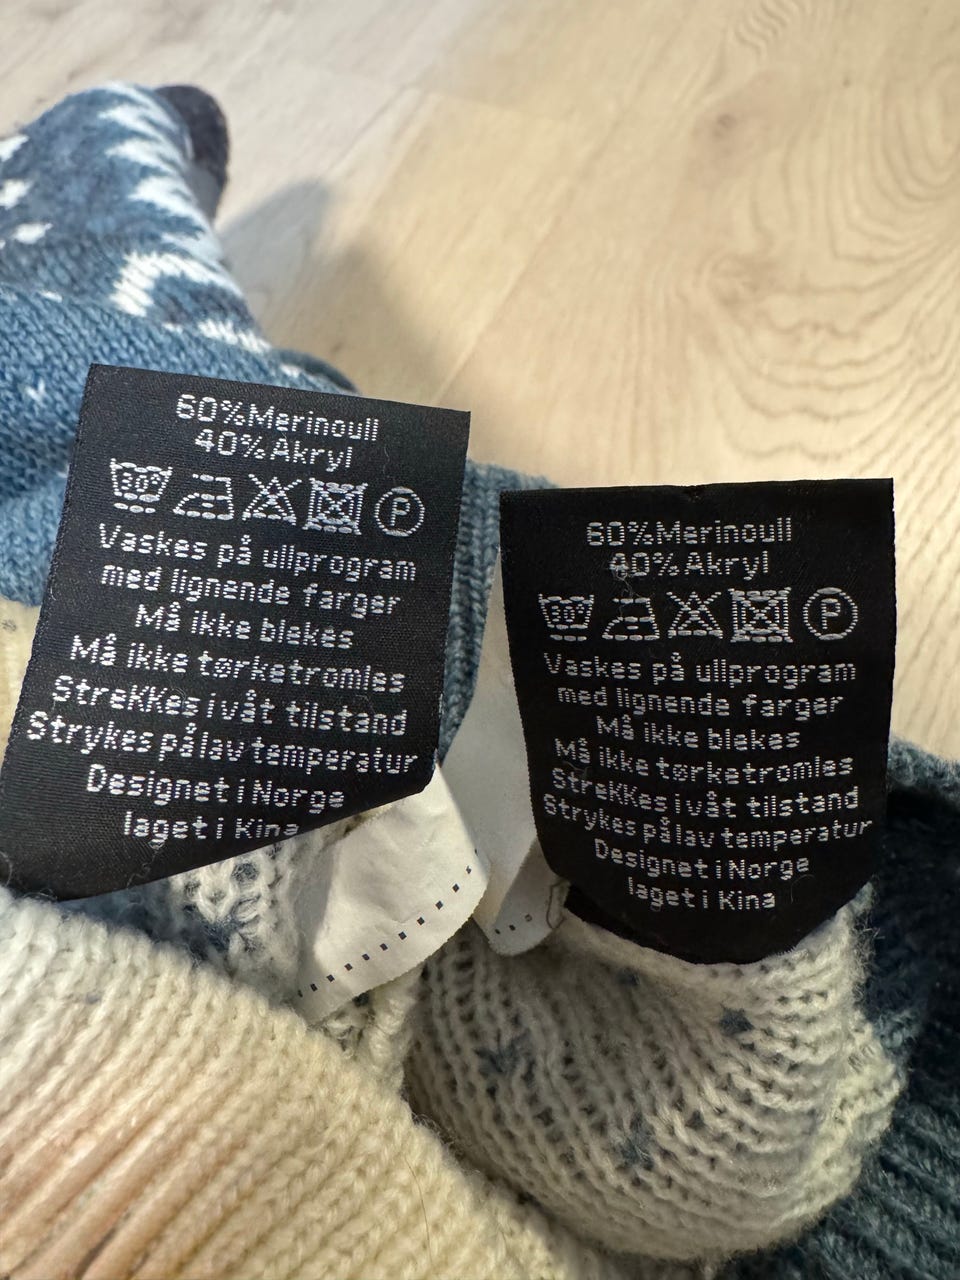 60%Merinoull
40%Akryl
30°
P
Vaskes på ullprogram
med lignende farger
Må ikke blekes
Må ikke tørketromles
StreKKes i våt tilstand
Strykes på lav temperatur
Designet i Norge
laget i Kina
60%Merinoull
40%Akryl
30°
P
Vaskes på ullprogram
med lignende farger
Må ikke blekes
Må ikke tørketromles
StreKKes i våt tilstand
Strykes på lav temperatur
Designet i Norge
laget i Kina